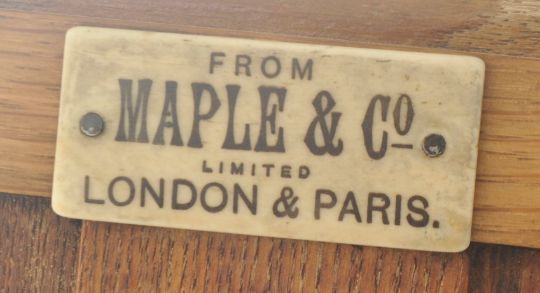 FROM
MAPLE & Cº
LIMITED
LONDON & PARIS.